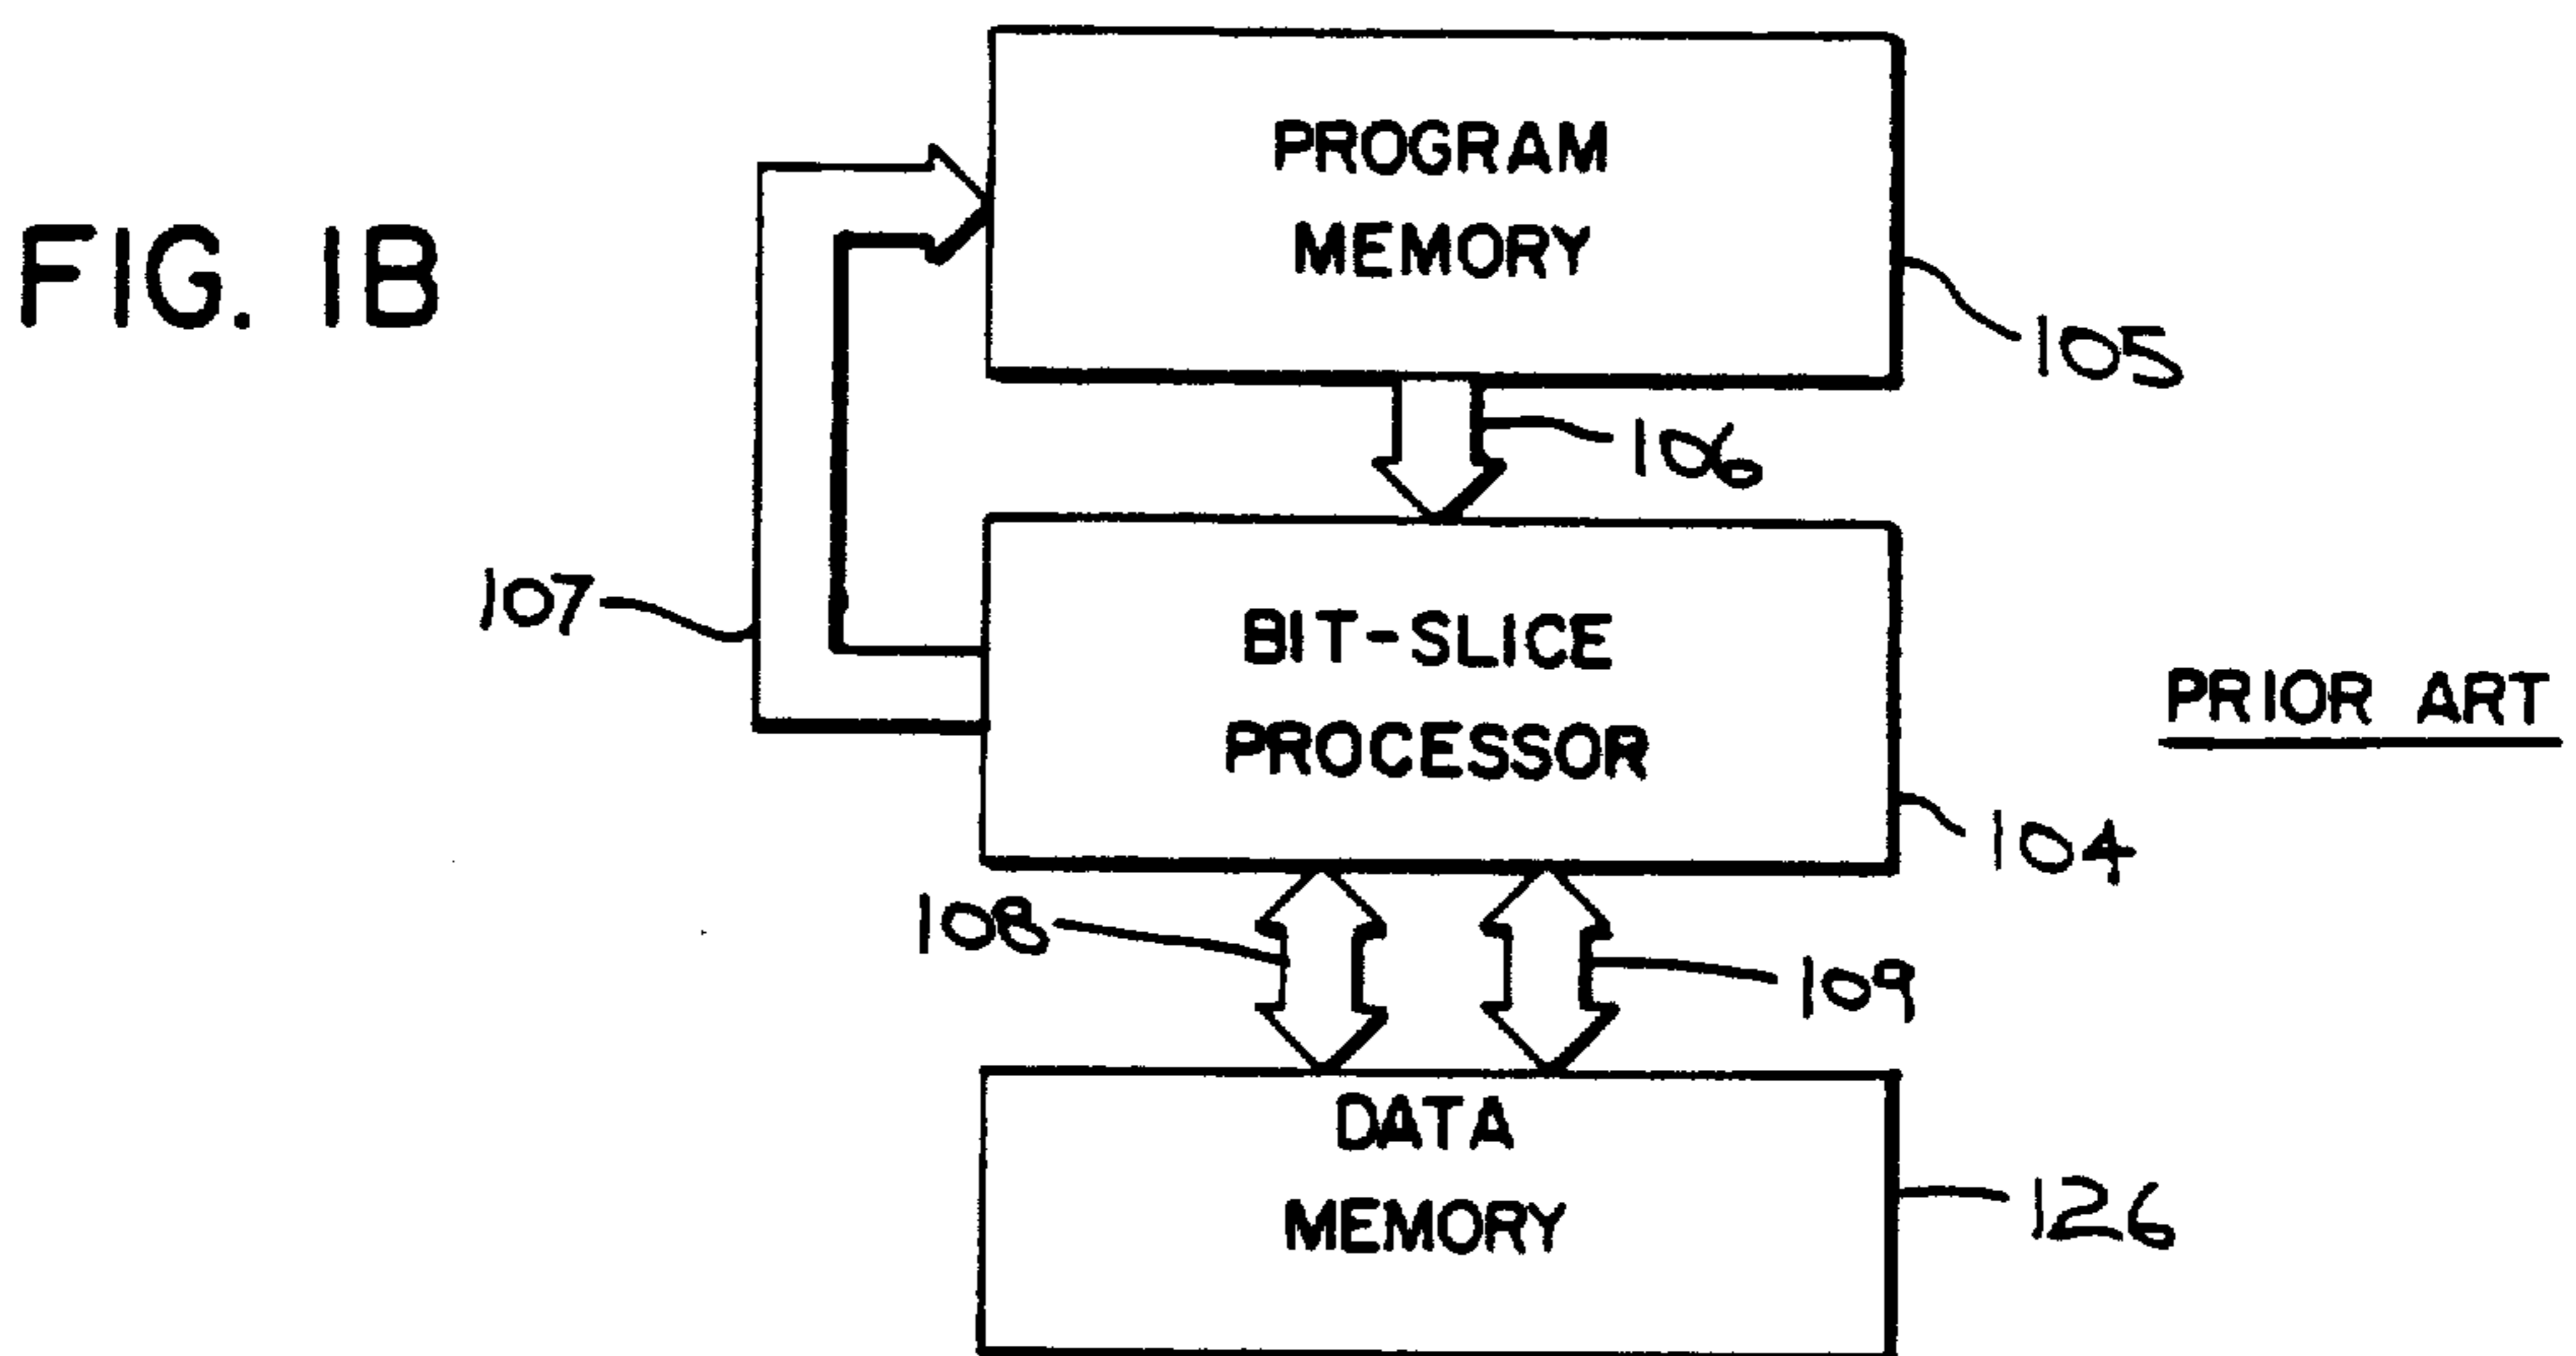 FIG. 1B
PROGRAM
MEMORY
105
106
107
BIT-SLICE
PROCESSOR
PRIOR ART
104
108
109
DATA
MEMORY
126